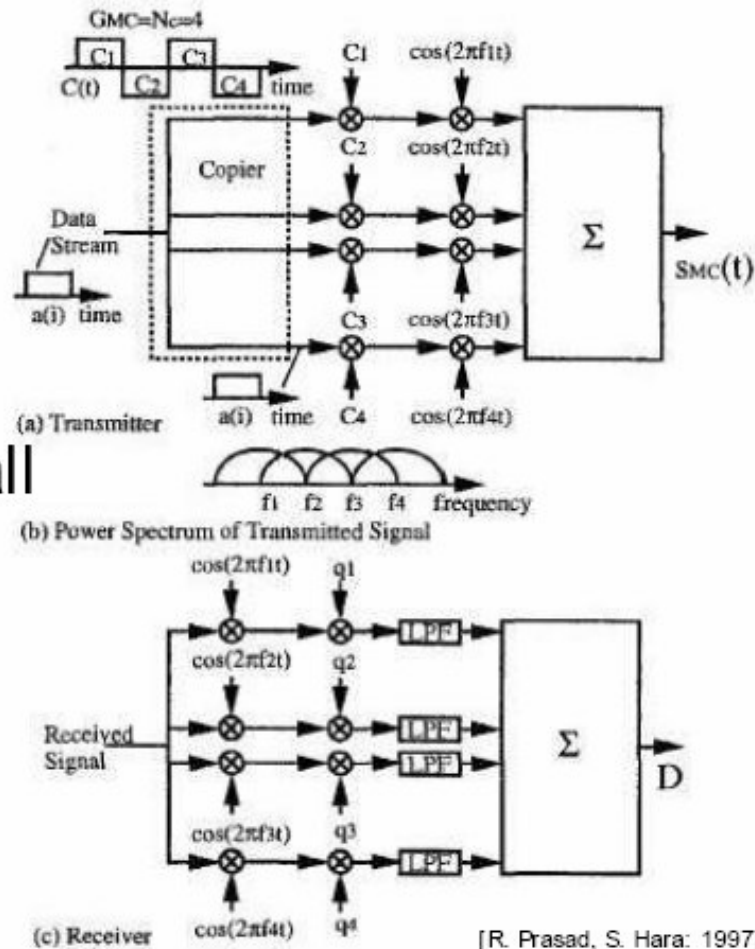 GMC=Nc=4
C1 C3
C(t) C2 C4 time
C1 cos(2πf1t)
Copier
C2 cos(2πf2t)
Data
Stream
a(i) time
Σ
SMC(t)
C3 cos(2πf3t)
a(i) time C4 cos(2πf4t)
(a) Transmitter
all
f1 f2 f3 f4 frequency
(b) Power Spectrum of Transmitted Signal
cos(2πf1t) q1
LPF
cos(2πf2t) q2
LPF
Received
Signal
LPF
Σ
D
cos(2πf3t) q3
LPF
cos(2πf4t) q4
(c) Receiver
[R. Prasad, S. Hara: 1997